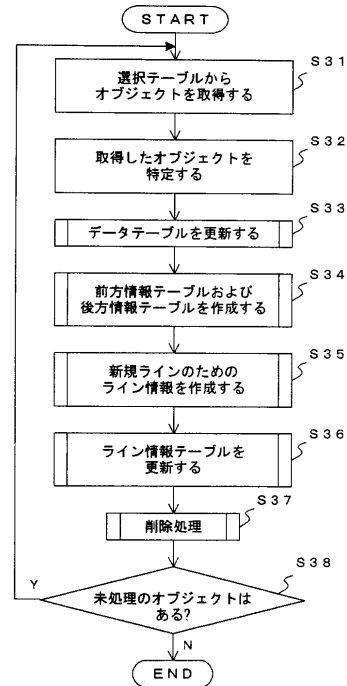 START
S31
選択テーブルから
オブジェクトを取得する
S32
取得したオブジェクトを
特定する
S33
データテーブルを更新する
S34
前方情報テーブルおよび
後方情報テーブルを作成する
S35
新規ラインのための
ライン情報を作成する
S36
ライン情報テーブルを
更新する
S37
削除処理
S38
Y
未処理のオブジェクトは
ある?
N
END